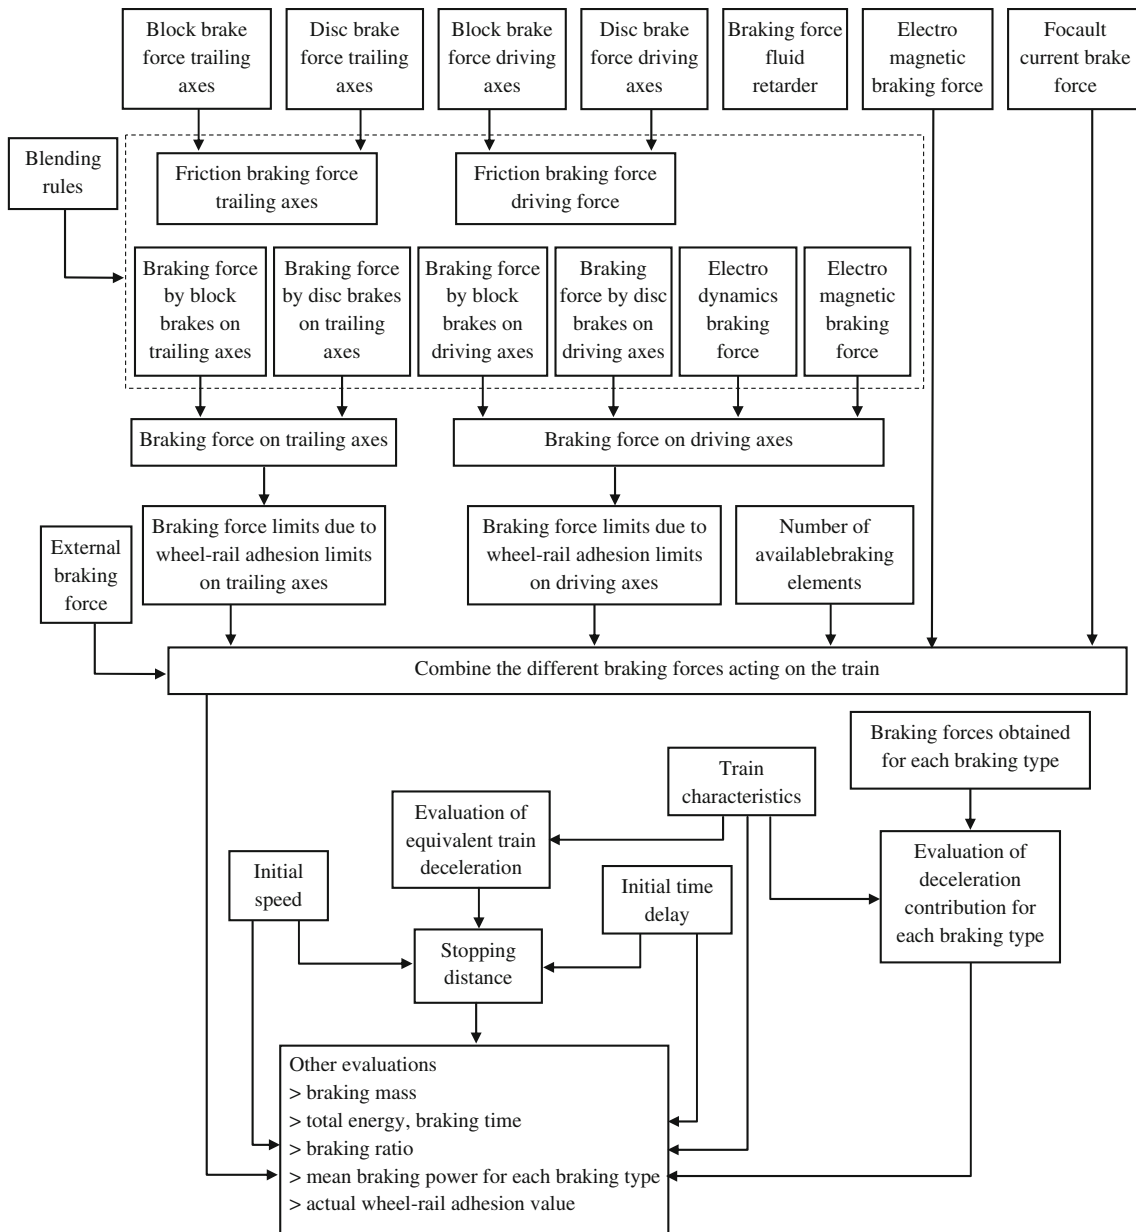 Block brake
force trailing
axes
Disc brake
force trailing
axes
Block brake
force driving
axes
Disc brake
force driving
axes
Braking force
fluid
retarder
Electro
magnetic
braking force
Focault
current brake
force
Blending
rules
Friction braking force
trailing axes
Friction braking force
driving force
Braking force
by block
brakes on
trailing axes
Braking force
by disc brakes
on trailing
axes
Braking force
by block
brakes on
driving axes
Braking
force by disc
brakes on
driving axes
Electro
dynamics
braking
force
Electro
magnetic
braking
force
Braking force on trailing axes
Braking force on driving axes
External
braking
force
Braking force limits due to
wheel-rail adhesion limits
on trailing axes
Braking force limits due to
wheel-rail adhesion limits
on driving axes
Number of
availablebraking
elements
Combine the different braking forces acting on the train
Braking forces obtained
for each braking type
Train
characteristics
Evaluation of
equivalent train
deceleration
Initial
speed
Initial time
delay
Evaluation of
deceleration
contribution for
each braking type
Stopping
distance
Other evaluations
> braking mass
> total energy, braking time
> braking ratio
> mean braking power for each braking type
> actual wheel-rail adhesion value